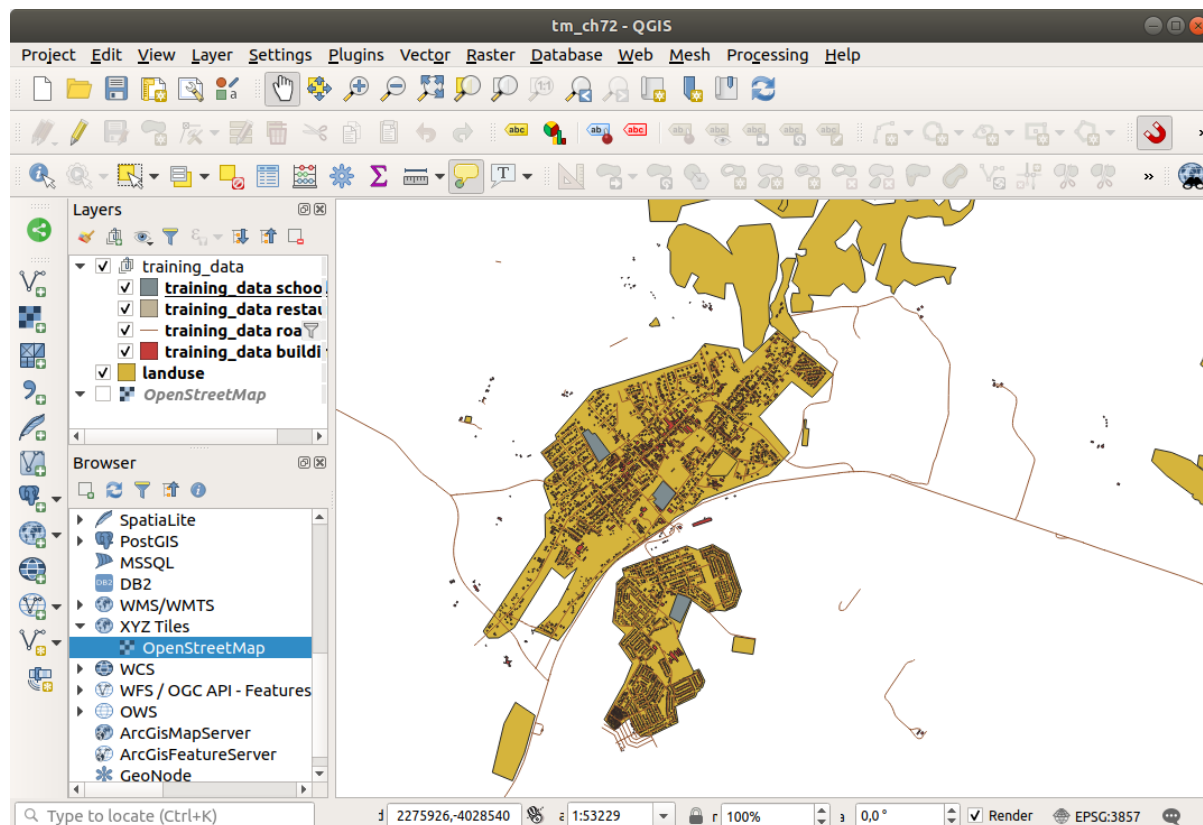 tm_ch72 - QGIS
Project Edit View Layer Settings Plugins Vector Raster Database Web Mesh Processing Help
abc abc abc
T
Layers
training_data
training_data schoo
training_data restau
training_data roa
training_data buildi
landuse
OpenStreetMap
Browser
SpatiaLite
PostGIS
MSSQL
DB2 DB2
WMS/WMTS
XYZ Tiles
OpenStreetMap
WCS
WFS / OGC API - Features
OWS
ArcGisMapServer
ArcGisFeatureServer
GeoNode
Type to locate (Ctrl+K) 2275926,-4028540 1:53229 100% 0,0° Render EPSG:3857